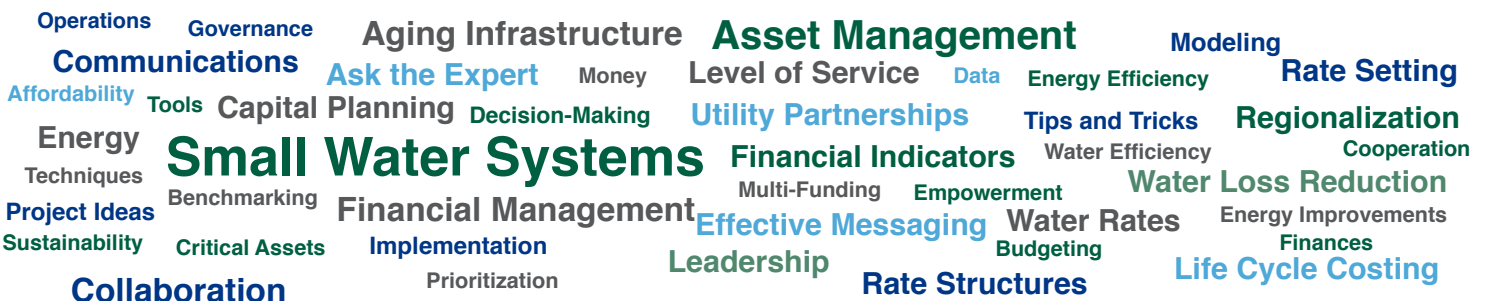 Operations
Governance
Aging Infrastructure
Asset Management
Modeling
Communications
Ask the Expert
Money
Level of Service
Data
Energy Efficiency
Rate Setting
Affordability
Tools
Capital Planning
Decision-Making
Utility Partnerships
Tips and Tricks
Regionalization
Energy
Small Water Systems
Financial Indicators
Water Efficiency
Cooperation
Techniques
Benchmarking
Multi-Funding
Empowerment
Water Loss Reduction
Project Ideas
Financial Management
Effective Messaging
Water Rates
Energy Improvements
Sustainability
Critical Assets
Implementation
Budgeting
Finances
Leadership
Life Cycle Costing
Collaboration
Prioritization
Rate Structures